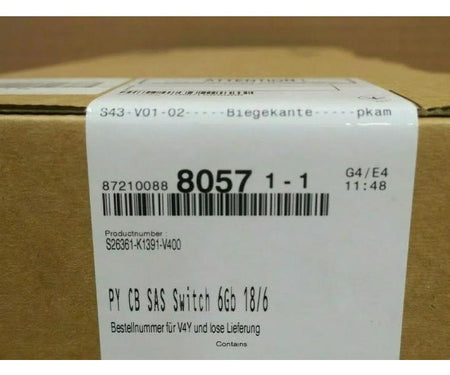 ATTENTION
S43-V01-02-----Biegekante-----pkam
87210088 8057 1-1
G4/E4
11:48
Productnumber
S26361-K1391-V400
PY CB SAS Switch 6Gb 18/6
Bestellnummer für V4Y und lose Lieferung
Contains